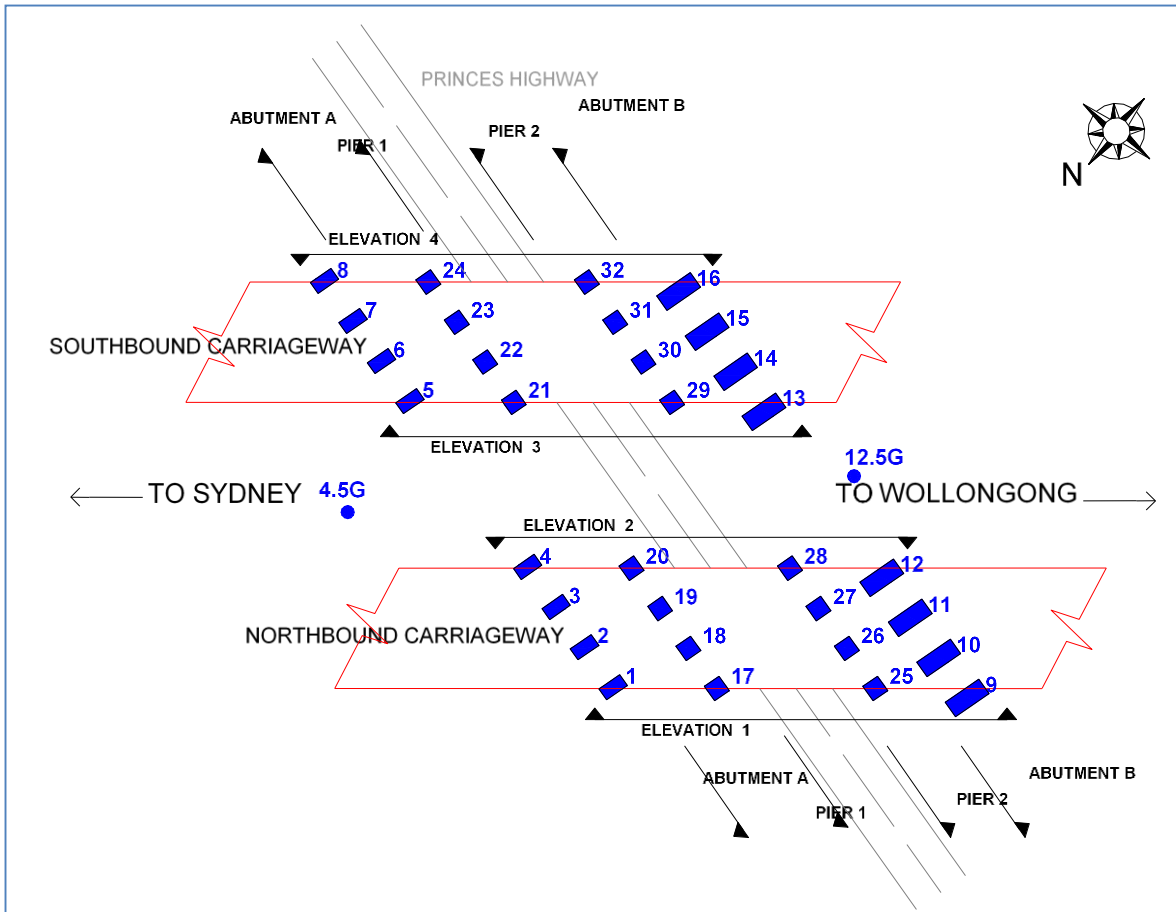 PRINCES HIGHWAY
ABUTMENT A
PIER 1
PIER 2
ABUTMENT B
N
ELEVATION 4
8
24
32
16
7
23
31
15
SOUTHBOUND CARRIAGEWAY
6
22
30
14
5
21
29
13
ELEVATION 3
12.5G
TO SYDNEY
4.5G
TO WOLLONGONG
ELEVATION 2
4
20
28
12
3
19
27
11
NORTHBOUND CARRIAGEWAY
2
18
26
10
1
17
25
9
ELEVATION 1
ABUTMENT A
PIER 1
PIER 2
ABUTMENT B